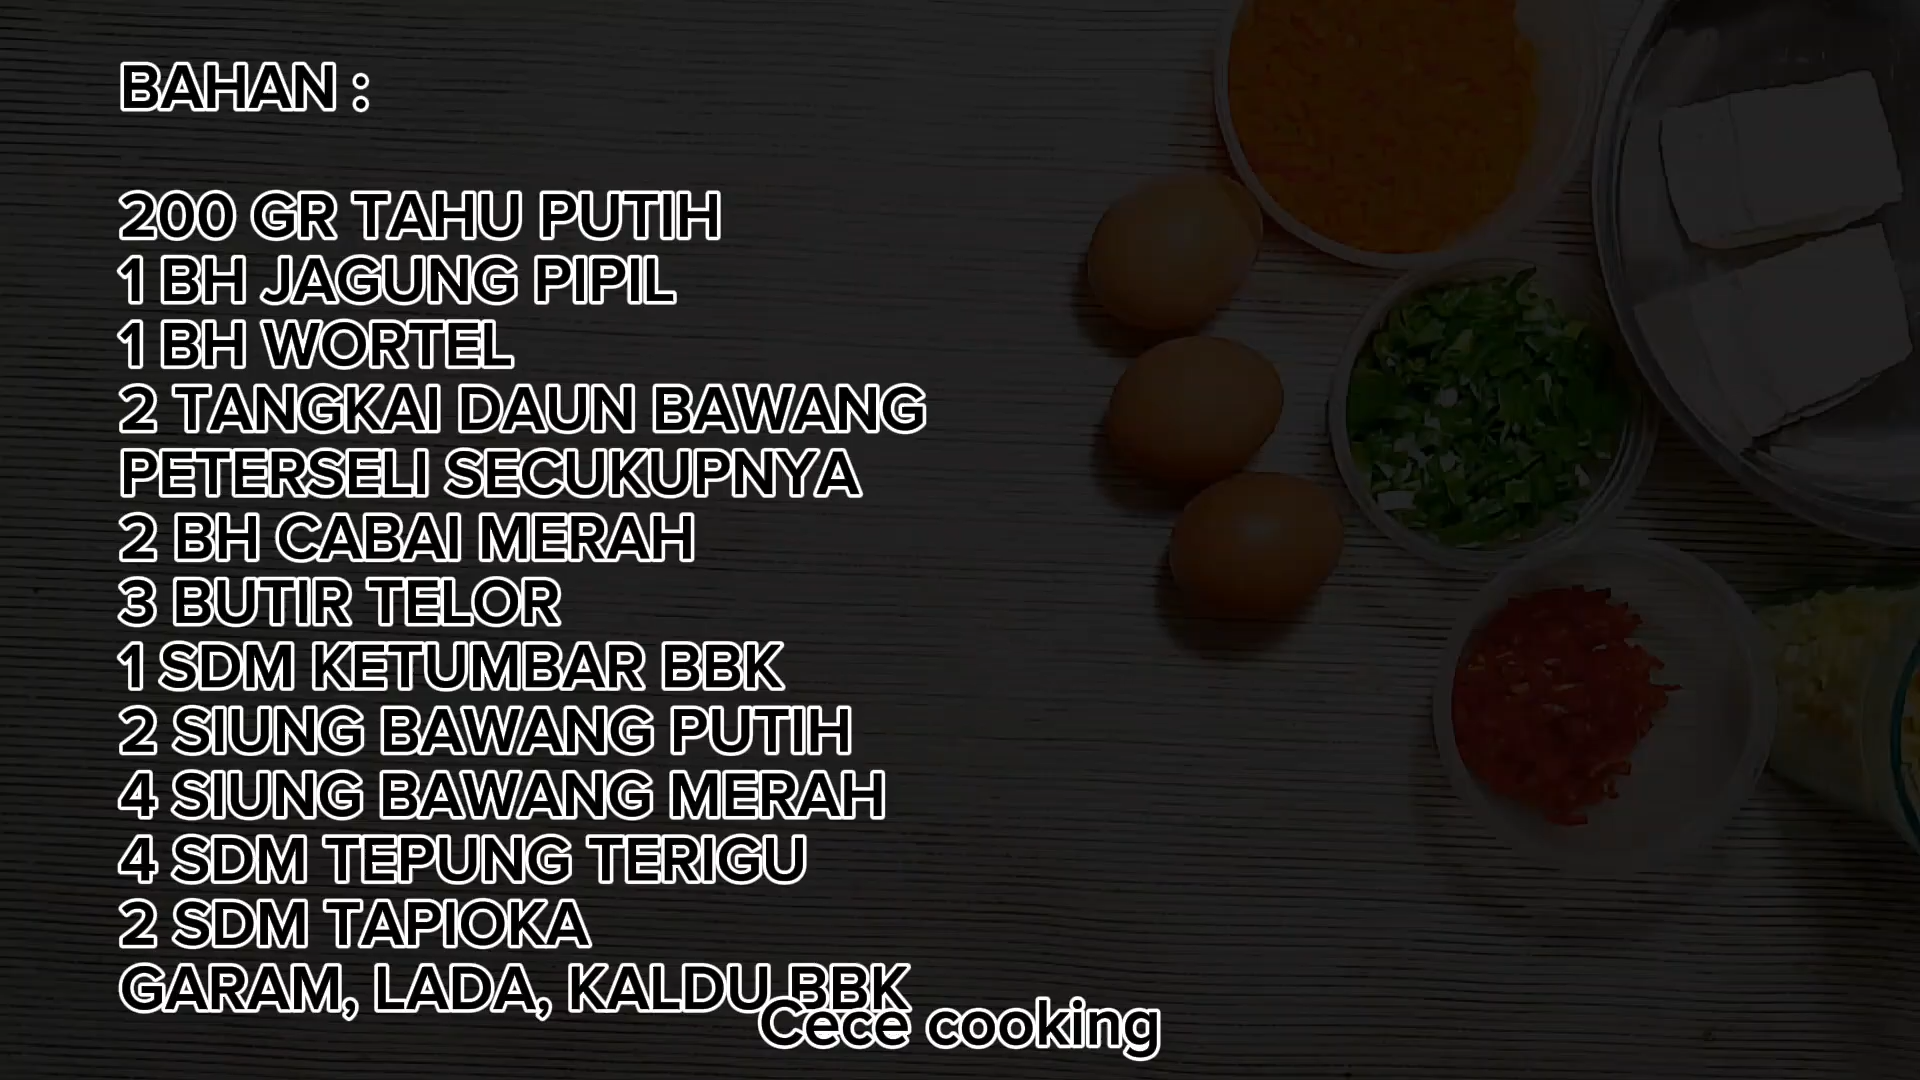 BAHAN :
200 GR TAHU PUTIH
1 BH JAGUNG PIPIL
1 BH WORTEL
2 TANGKAI DAUN BAWANG
PETERSELI SECUKUPNYA
2 BH CABAI MERAH
3 BUTIR TELOR
1 SDM KETUMBAR BBK
2 SIUNG BAWANG PUTIH
4 SIUNG BAWANG MERAH
4 SDM TEPUNG TERIGU
2 SDM TAPIOKA
GARAM, LADA, KALDU BBK
Cece cooking